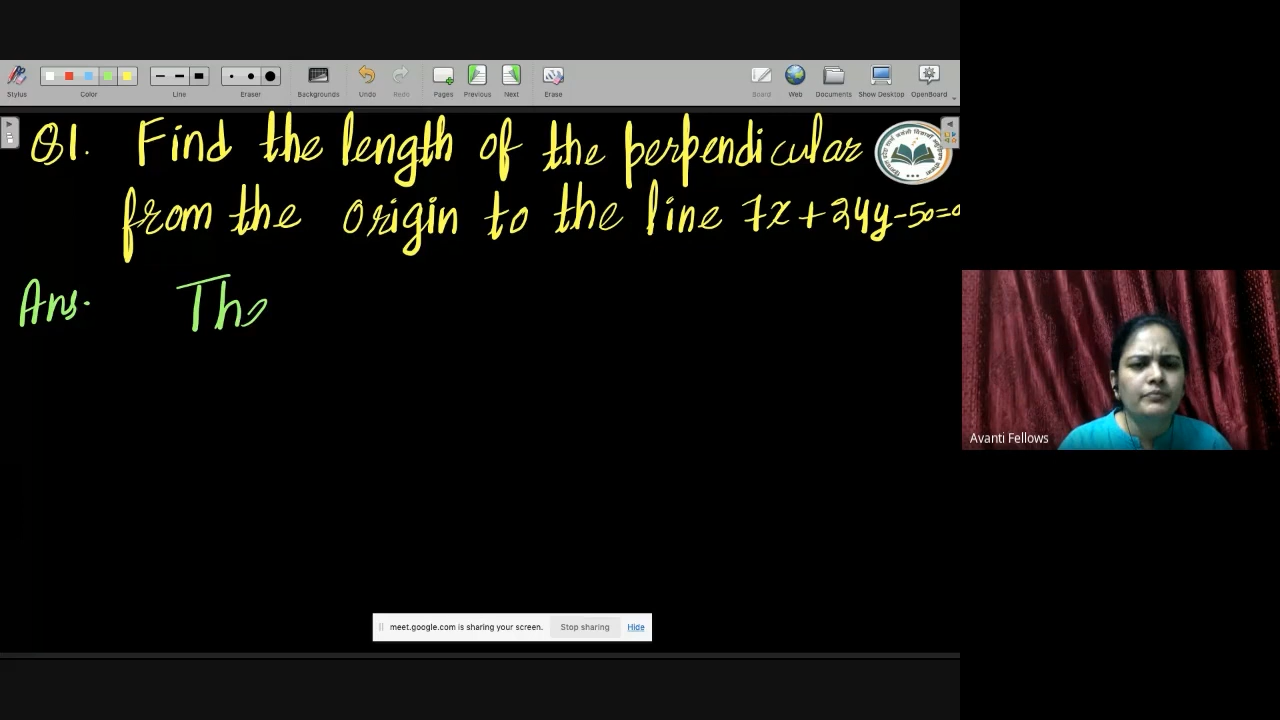 Stylus Color Line Eraser Backgrounds Undo Redo Pages Previous Next Erase Board Web Documents Show Desktop OpenBoard
Q1. Find the length of the perpendicular
from the origin to the line 7x+24y-50=0
Ans. The
Avanti Fellows
meet.google.com is sharing your screen. Stop sharing Hide